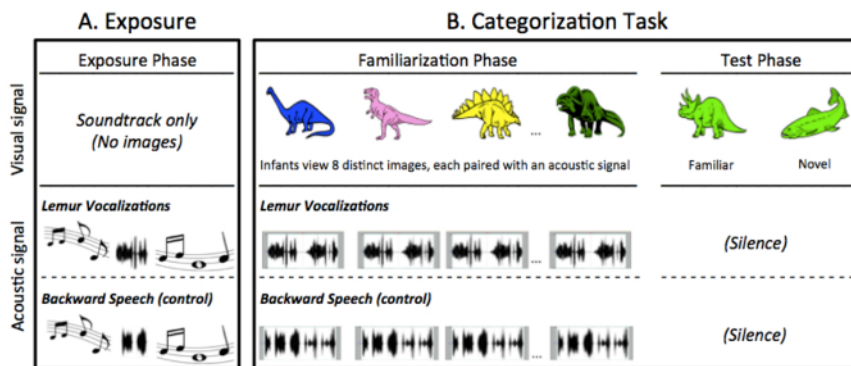 A. Exposure
B. Categorization Task
Exposure Phase
Familiarization Phase
Test Phase
Visual signal
Soundtrack only
(No images)
...
Infants view 8 distinct images, each paired with an acoustic signal
Familiar
Novel
Acoustic signal
Lemur Vocalizations
Lemur Vocalizations
...
(Silence)
Backward Speech (control)
Backward Speech (control)
...
(Silence)